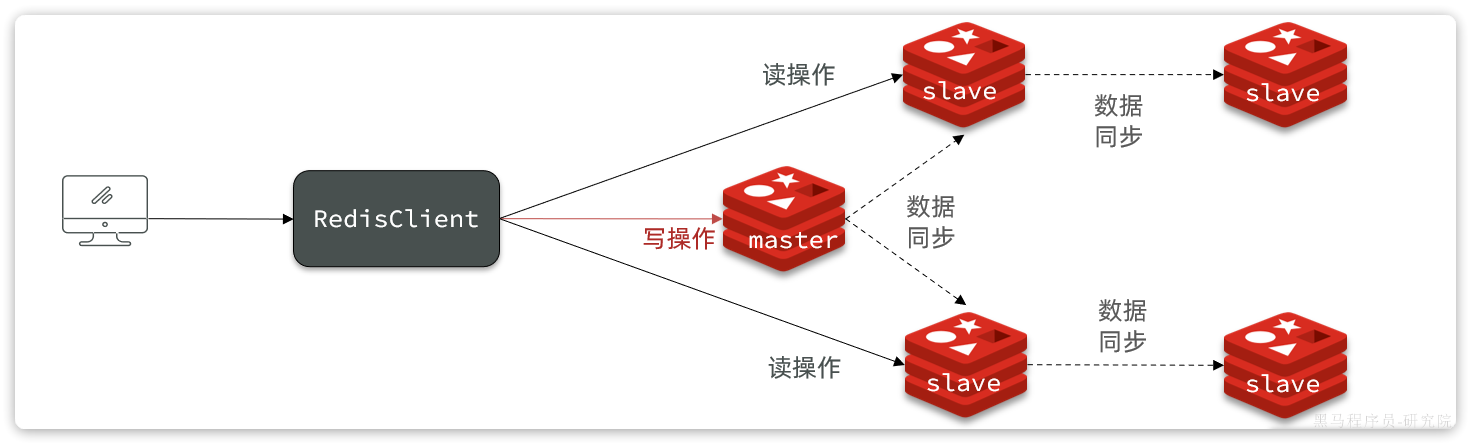 读操作
slave
slave
数据
同步
RedisClient
写操作
master
数据
同步
读操作
slave
数据
同步
slave
黑马程序员-研究院